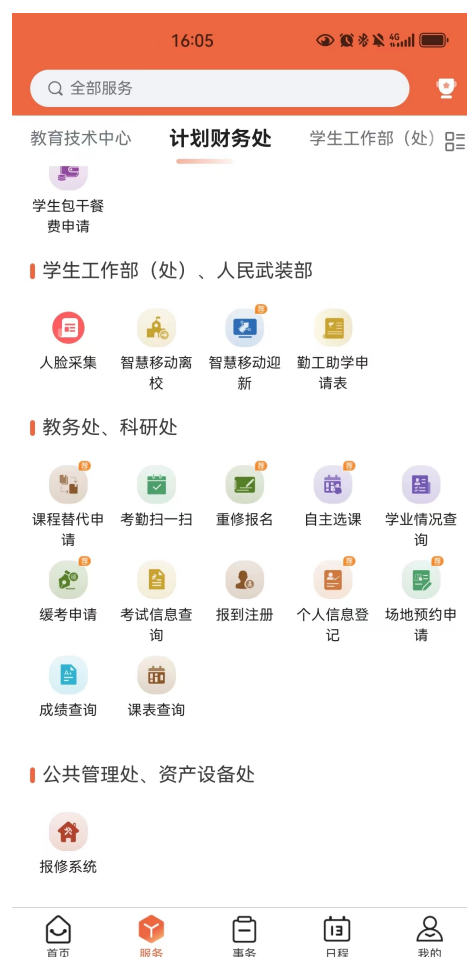 16:05
4G
全部服务
教育技术中心 计划财务处 学生工作部（处）
学生包干餐
费申请
学生工作部（处）、人民武装部
荐
人脸采集 智慧移动离 智慧移动迎 勤工助学申
校 新 请表
教务处、科研处
荐 荐 荐
课程替代申 考勤扫一扫 重修报名 自主选课 学业情况查
请 询
荐 荐 荐
缓考申请 考试信息查 报到注册 个人信息登 场地预约申
询 记 请
A+
成绩查询 课表查询
公共管理处、资产设备处
报修系统
首页 服务 事务 日程 我的